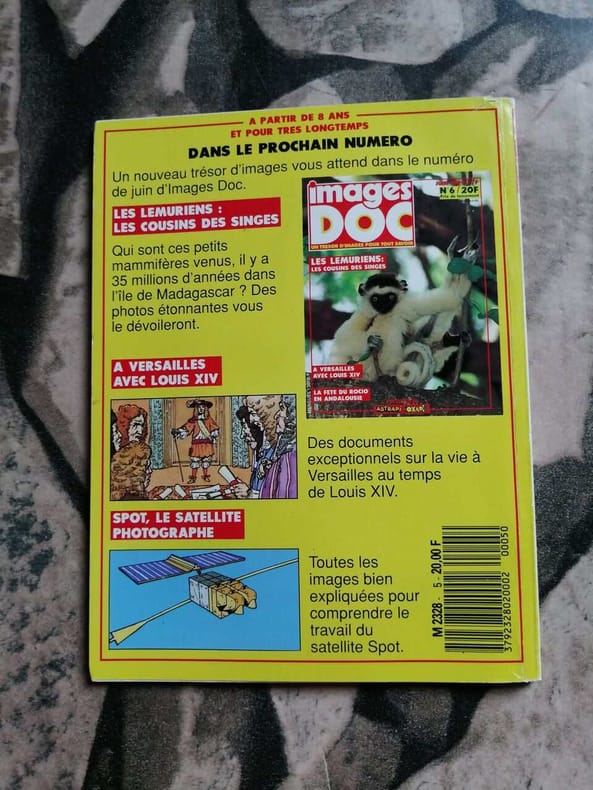 A PARTIR DE 8 ANS
ET POUR TRES LONGTEMPS
DANS LE PROCHAIN NUMERO
Un nouveau trésor d'images vous attend dans le numéro
de juin d'Images Doc.
LES LEMURIENS :
LES COUSINS DES SINGES
Qui sont ces petits
mammifères venus, il y a
35 millions d'années dans
l'île de Madagascar ? Des
photos étonnantes vous
le dévoileront.
images
DOC
N°6/20F
UN TRESOR D'IMAGES POUR TOUT SAVOIR
LES LEMURIENS:
LES COUSINS DES SINGES
A VERSAILLES
AVEC LOUIS XIV
LA FETE DU ROCIO
EN ANDALOUSIE
ASTRAPI
OKAPI
A VERSAILLES
AVEC LOUIS XIV
Des documents
exceptionnels sur la vie à
Versailles au temps
de Louis XIV.
SPOT, LE SATELLITE
PHOTOGRAPHE
Toutes les
images bien
expliquées pour
comprendre le
travail du
satellite Spot.
M 2328 - 5 - 20,00 F
3792328020002
00050